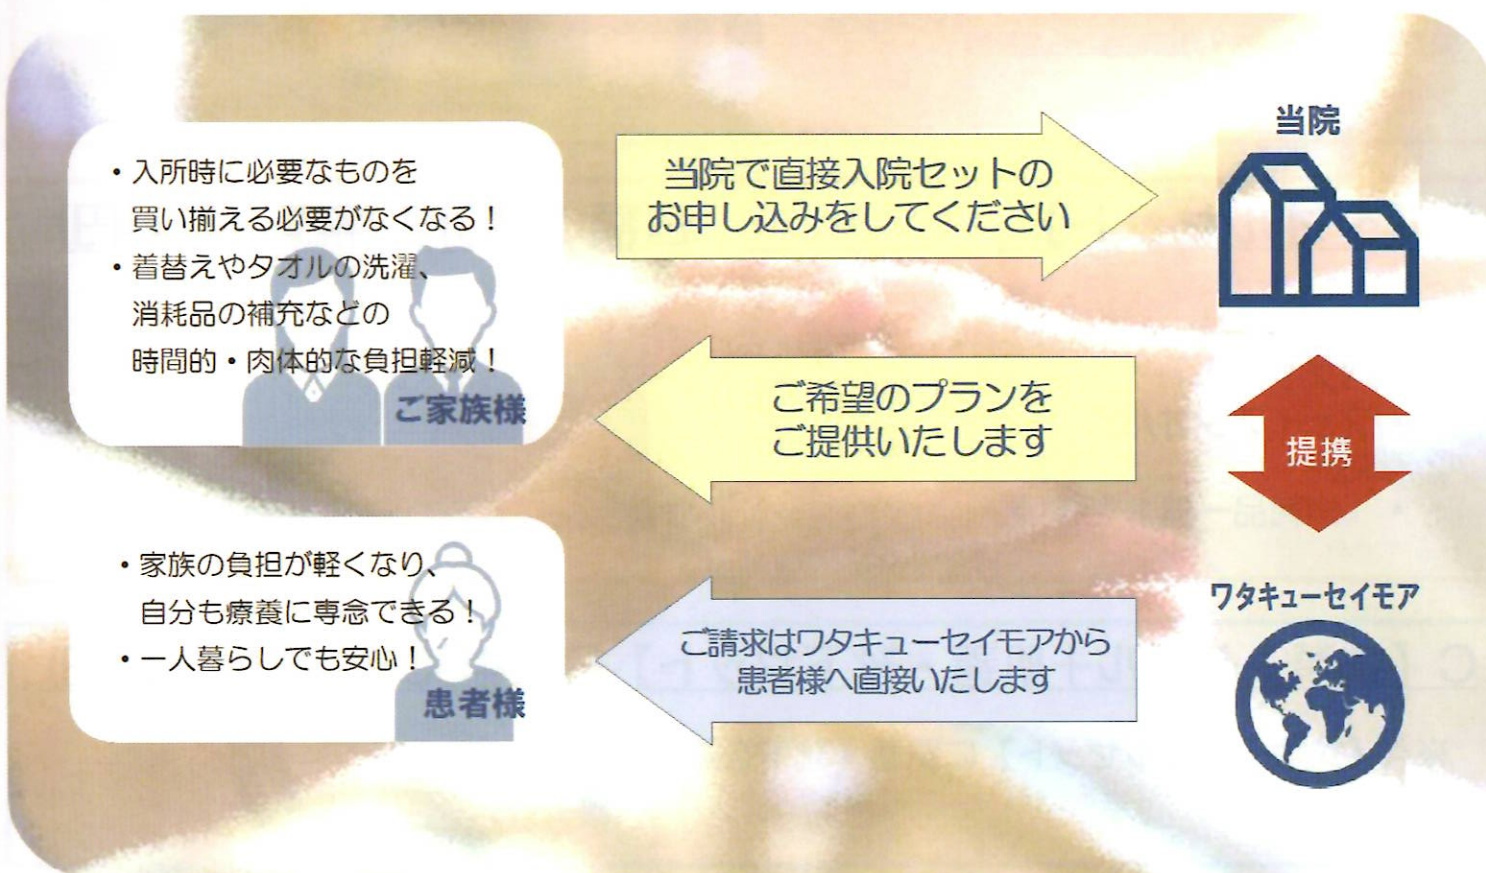 ・入所時に必要なものを
買い揃える必要がなくなる！
・着替えやタオルの洗濯、
消耗品の補充などの
時間的・肉体的な負担軽減！
ご家族様
当院で直接入院セットの
お申し込みをしてください
当院
ご希望のプランを
ご提供いたします
提携
・家族の負担が軽くなり、
自分も療養に専念できる！
・一人暮らしでも安心！
患者様
ご請求はワタキューセイモアから
患者様へ直接いたします
ワタキューセイモア